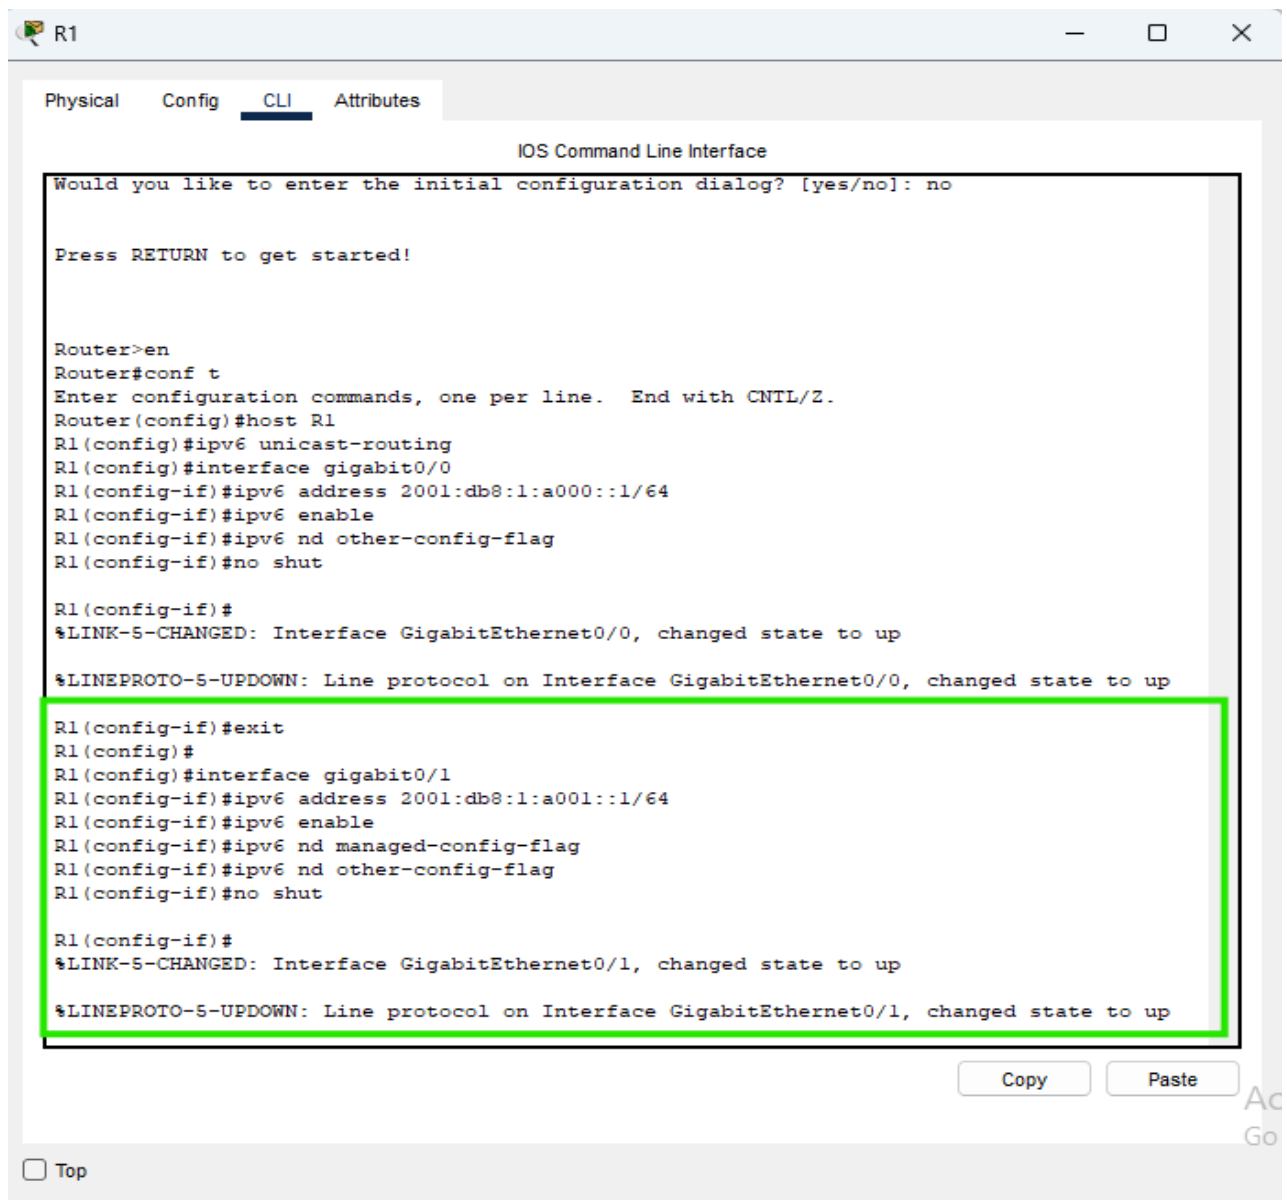 R1
Physical Config CLI Attributes
IOS Command Line Interface
Would you like to enter the initial configuration dialog? [yes/no]: no
Press RETURN to get started!
Router>en
Router#conf t
Enter configuration commands, one per line.  End with CNTL/Z.
Router(config)#host R1
R1(config)#ipv6 unicast-routing
R1(config)#interface gigabit0/0
R1(config-if)#ipv6 address 2001:db8:1:a000::1/64
R1(config-if)#ipv6 enable
R1(config-if)#ipv6 nd other-config-flag
R1(config-if)#no shut
R1(config-if)#
%LINK-5-CHANGED: Interface GigabitEthernet0/0, changed state to up
%LINEPROTO-5-UPDOWN: Line protocol on Interface GigabitEthernet0/0, changed state to up
R1(config-if)#exit
R1(config)#
R1(config)#interface gigabit0/1
R1(config-if)#ipv6 address 2001:db8:1:a001::1/64
R1(config-if)#ipv6 enable
R1(config-if)#ipv6 nd managed-config-flag
R1(config-if)#ipv6 nd other-config-flag
R1(config-if)#no shut
R1(config-if)#
%LINK-5-CHANGED: Interface GigabitEthernet0/1, changed state to up
%LINEPROTO-5-UPDOWN: Line protocol on Interface GigabitEthernet0/1, changed state to up
Copy Paste
Ac
Go
Top